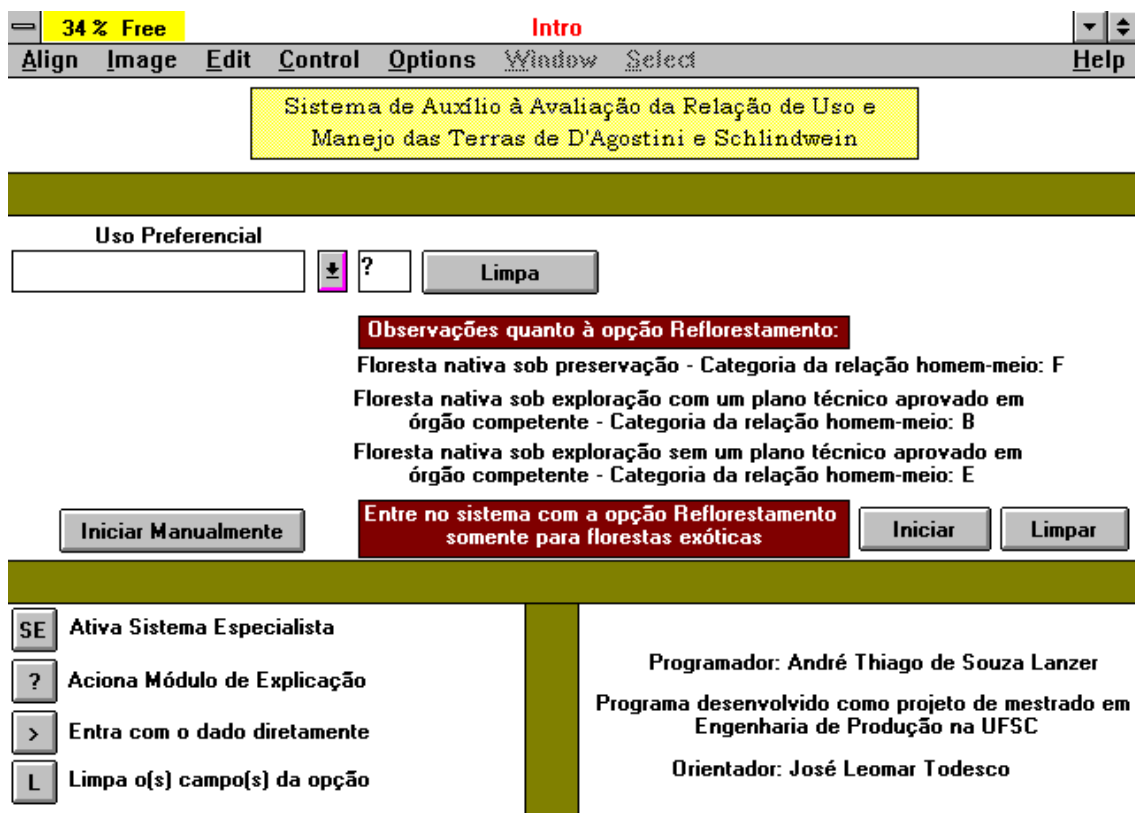 34 % Free
Intro
Align Image Edit Control Options Window Select Help
Sistema de Auxílio à Avaliação da Relação de Uso e
Manejo das Terras de D'Agostini e Schlindwein
Uso Preferencial
?
Limpa
Observações quanto à opção Reflorestamento:
Floresta nativa sob preservação - Categoria da relação homem-meio: F
Floresta nativa sob exploração com um plano técnico aprovado em
órgão competente - Categoria da relação homem-meio: B
Floresta nativa sob exploração sem um plano técnico aprovado em
órgão competente - Categoria da relação homem-meio: E
Iniciar Manualmente
Entre no sistema com a opção Reflorestamento
somente para florestas exóticas
Iniciar
Limpar
SE Ativa Sistema Especialista
? Aciona Módulo de Explicação
> Entra com o dado diretamente
L Limpa o(s) campo(s) da opção
Programador: André Thiago de Souza Lanzer
Programa desenvolvido como projeto de mestrado em
Engenharia de Produção na UFSC
Orientador: José Leomar Todesco